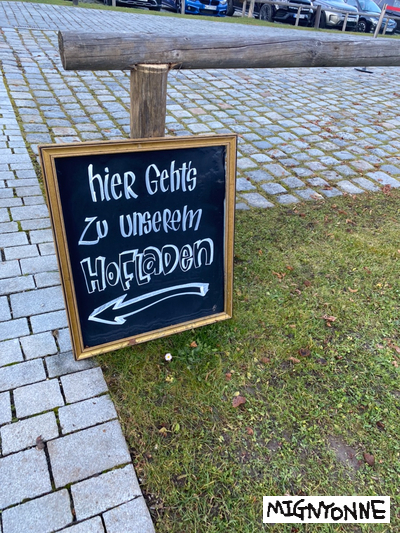 hier Geht's
zu unserem
HOFLaDen
MIGNYONNE